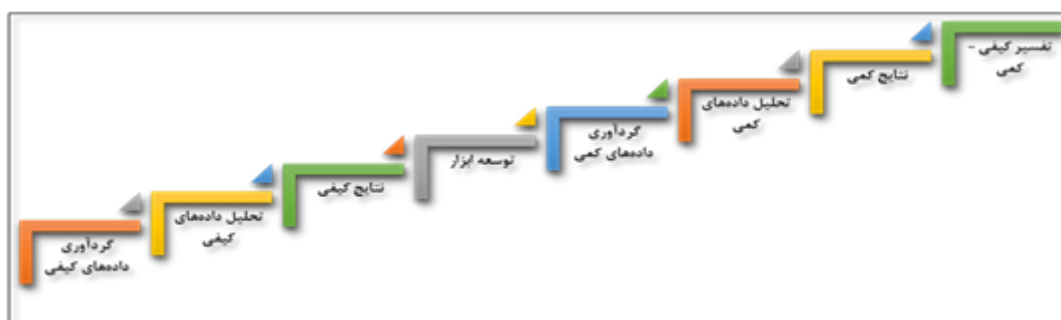 گردآوری
داده‌های کیفی
تحلیل داده‌های
کیفی
نتایج کیفی
توسعه ابزار
گردآوری
داده‌های کمی
تحلیل داده‌های
کمی
نتایج کمی
تفسیر کیفی –
کمی